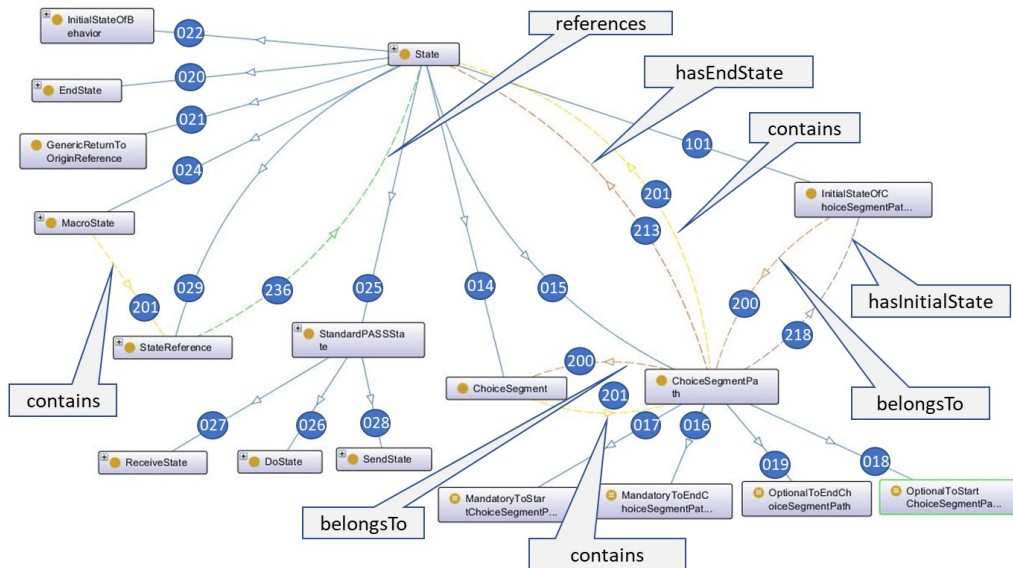 InitialStateOfB
ehavior
022
State
references
EndState
020
hasEndState
GenericReturnTo
OriginReference
021
contains
101
024
201
InitialStateOfC
hoiceSegmentPat...
MacroState
213
201
029
236
025
014
015
200
hasInitialState
218
StateReference
StandardPASSSta
te
contains
200
ChoiceSegment
ChoiceSegmentPa
th
belongsTo
201
027
026
028
017
016
019
018
ReceiveState
DoState
SendState
MandatoryToStar
tChoiceSegmentP...
MandatoryToEndC
hoiceSegmentPat...
OptionalToEndCh
oiceSegmentPath
OptionalToStart
ChoiceSegmentPa...
belongsTo
contains